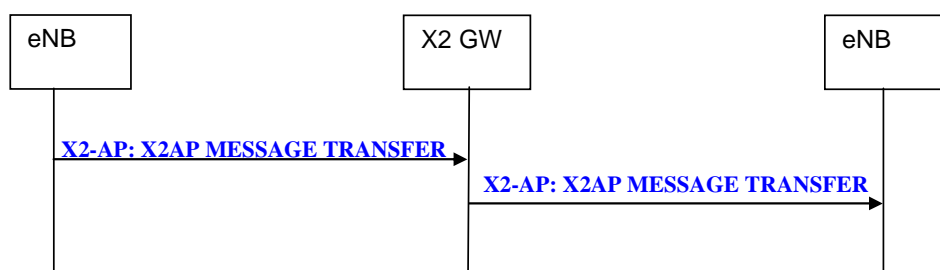 eNB
X2 GW
eNB
X2-AP: X2AP MESSAGE TRANSFER
X2-AP: X2AP MESSAGE TRANSFER